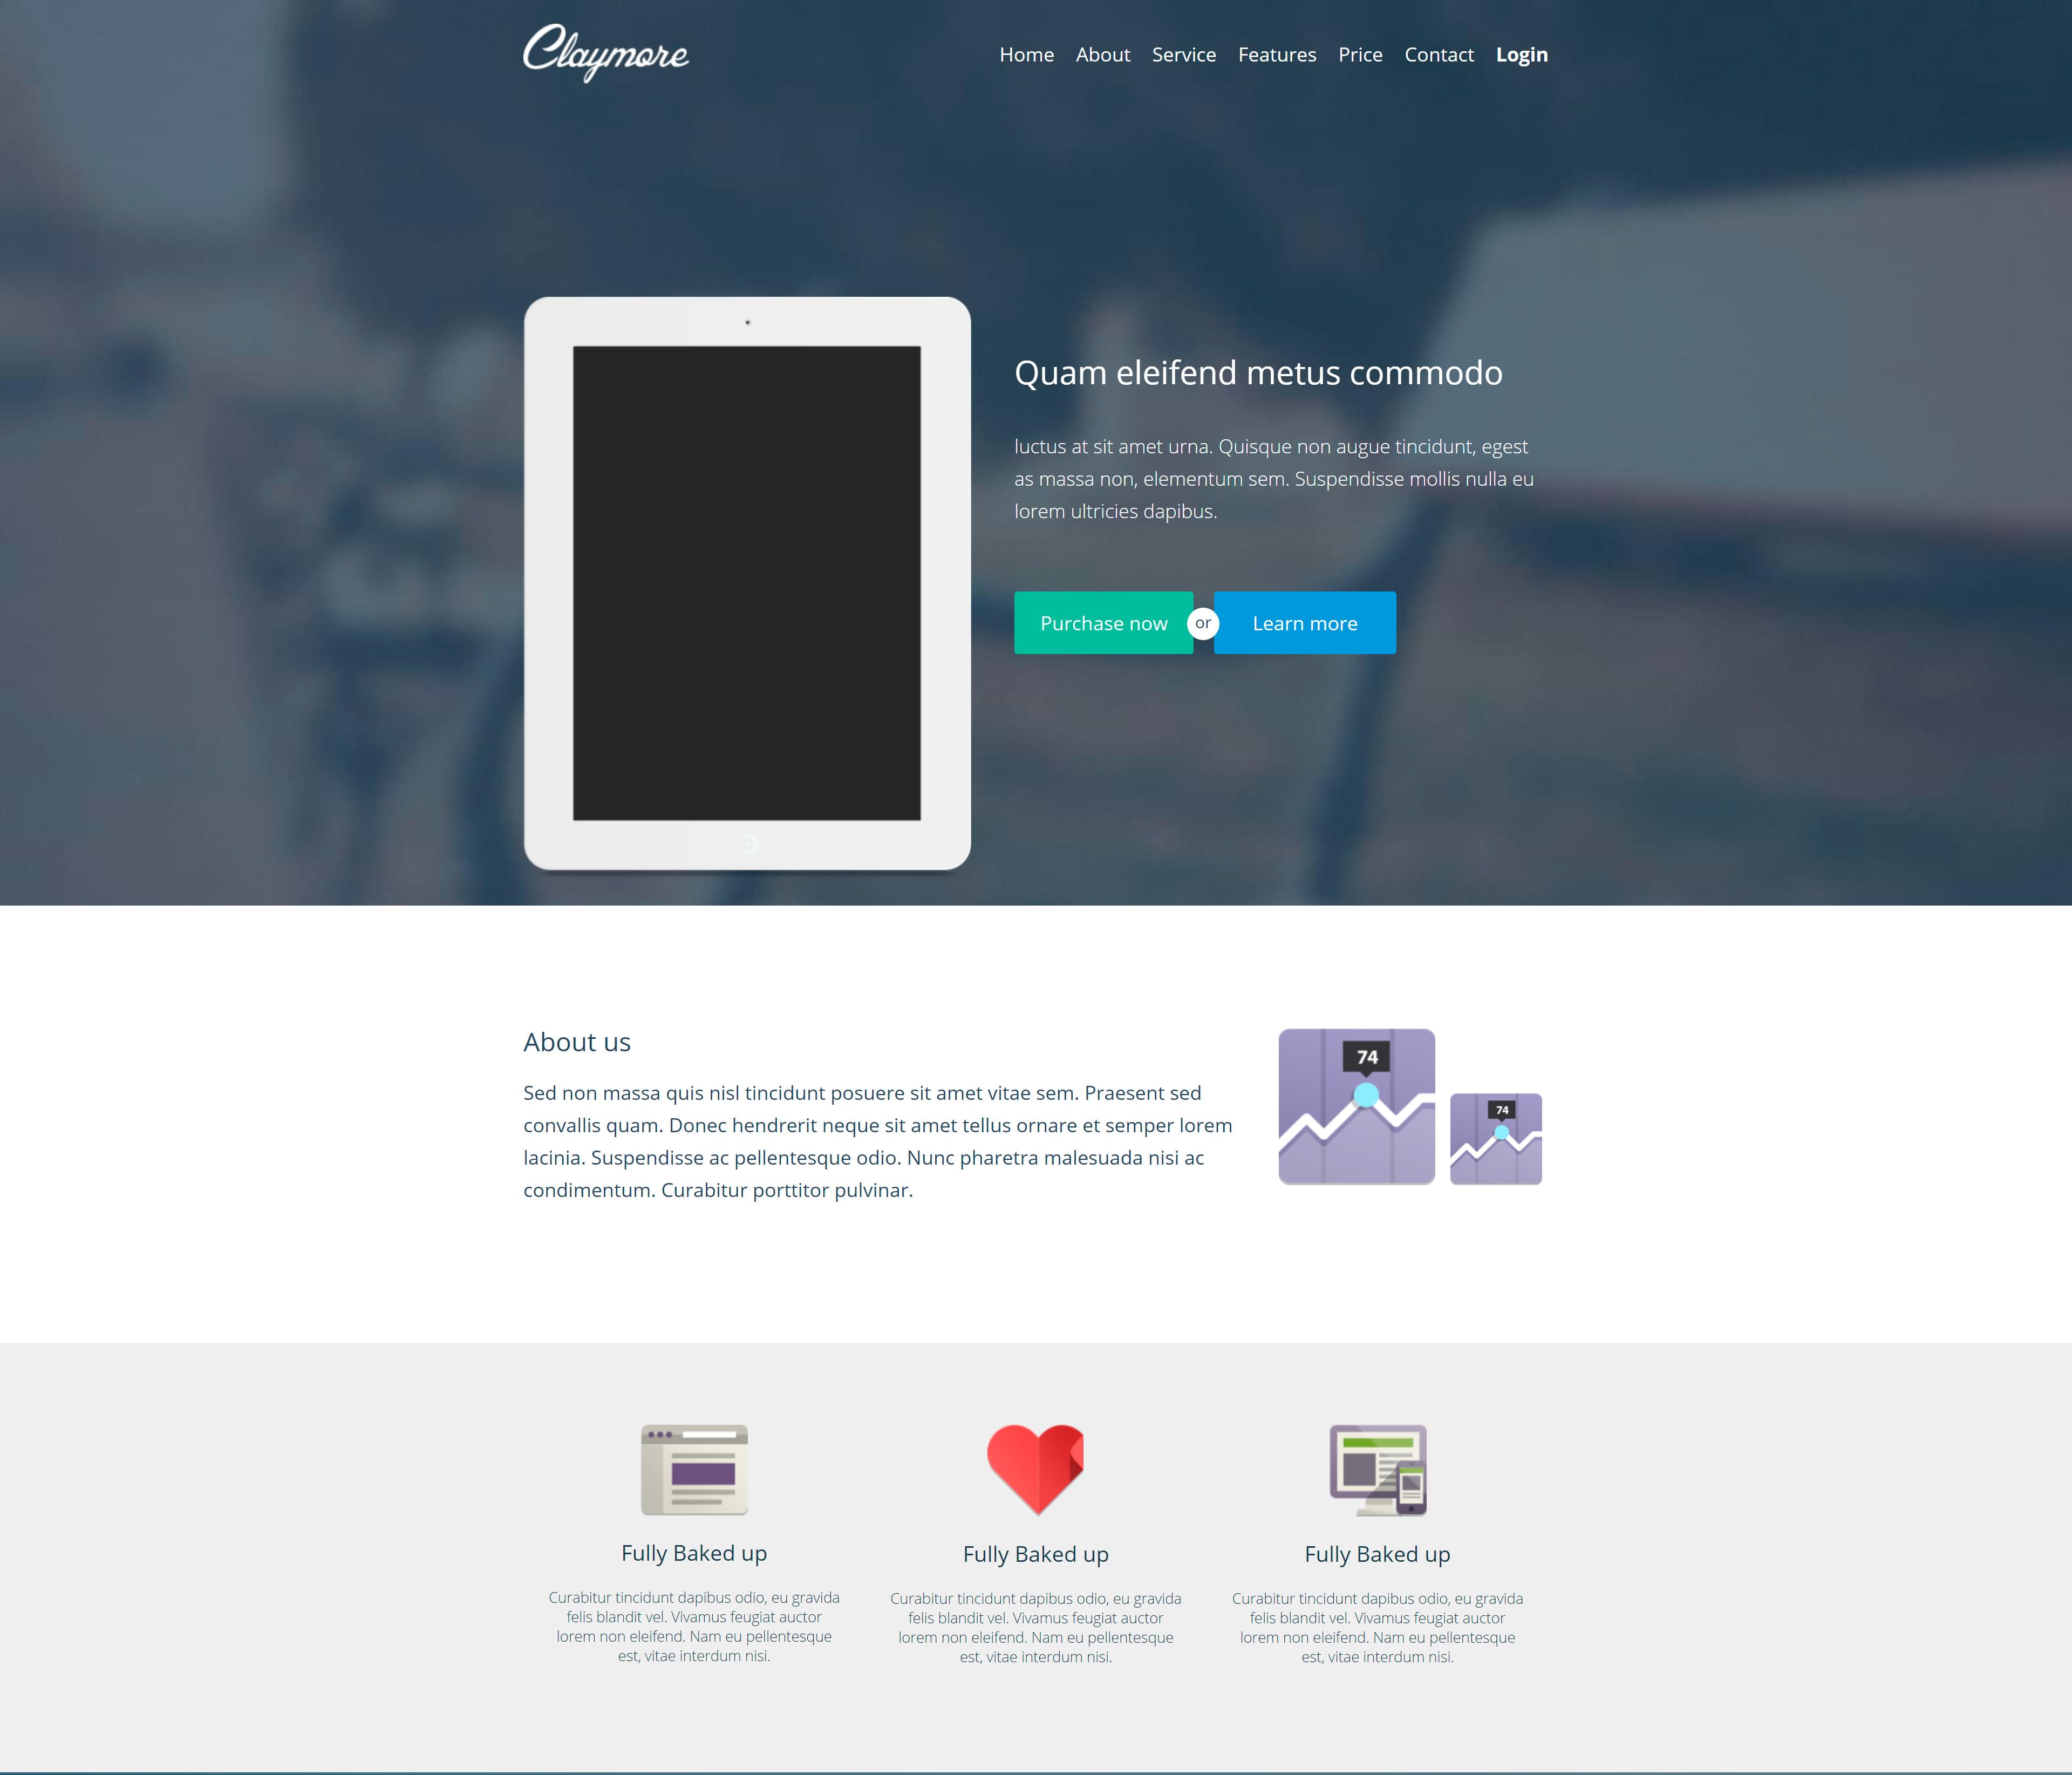 Claymore
Home About Service Features Price Contact Login
Quam eleifend metus commodo
luctus at sit amet urna. Quisque non augue tincidunt, egest
as massa non, elementum sem. Suspendisse mollis nulla eu
lorem ultricies dapibus.
Purchase now or Learn more
About us
Sed non massa quis nisl tincidunt posuere sit amet vitae sem. Praesent sed
convallis quam. Donec hendrerit neque sit amet tellus ornare et semper lorem
lacinia. Suspendisse ac pellentesque odio. Nunc pharetra malesuada nisi ac
condimentum. Curabitur porttitor pulvinar.
74
74
Fully Baked up
Curabitur tincidunt dapibus odio, eu gravida
felis blandit vel. Vivamus feugiat auctor
lorem non eleifend. Nam eu pellentesque
est, vitae interdum nisi.
Fully Baked up
Curabitur tincidunt dapibus odio, eu gravida
felis blandit vel. Vivamus feugiat auctor
lorem non eleifend. Nam eu pellentesque
est, vitae interdum nisi.
Fully Baked up
Curabitur tincidunt dapibus odio, eu gravida
felis blandit vel. Vivamus feugiat auctor
lorem non eleifend. Nam eu pellentesque
est, vitae interdum nisi.